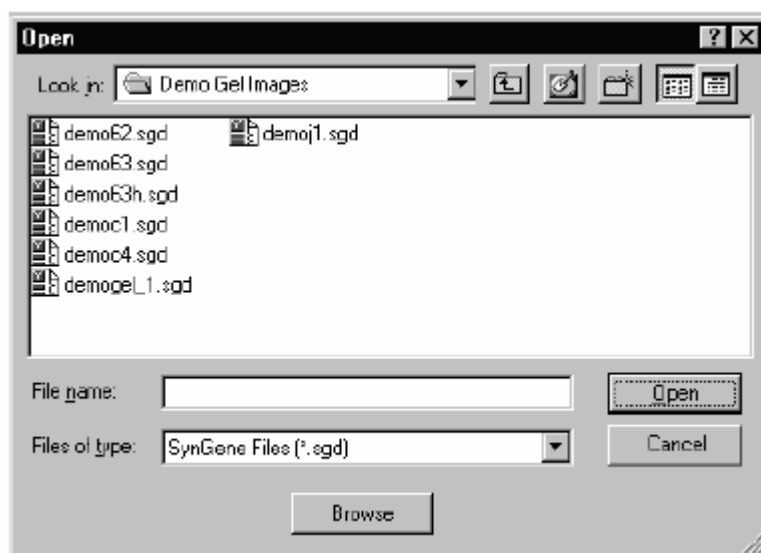 Open
Look in: Demo Gel Images
demo62.sgd
demo63.sgd
demo63h.sgd
democ1.sgd
democ4.sgd
demogel_1.sgd
demoj1.sgd
File name:
Open
Files of type: SynGene Files (*.sgd)
Cancel
Browse